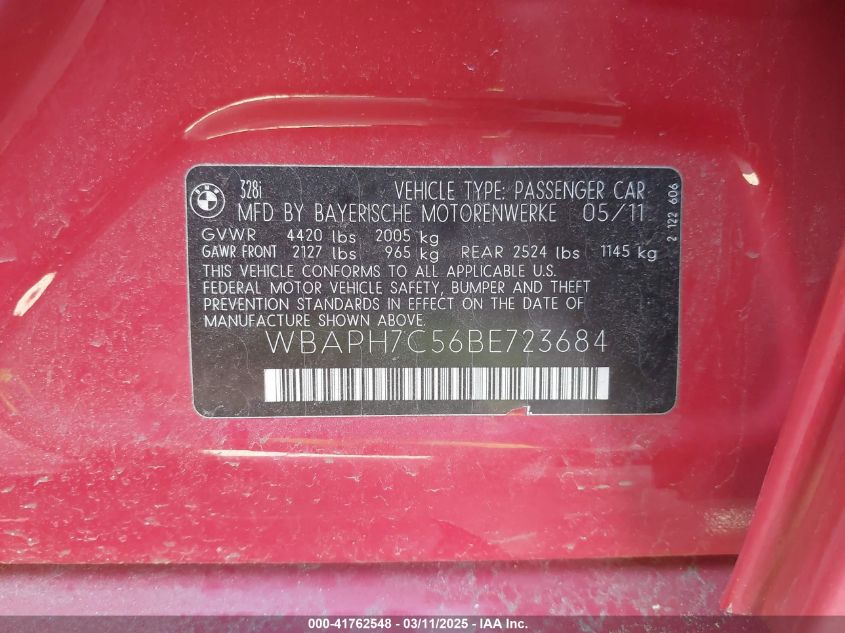 BMW
328i VEHICLE TYPE: PASSENGER CAR
MFD BY BAYERISCHE MOTORENWERKE 05/11
GVWR 4420 lbs 2005 kg
GAWR FRONT 2127 lbs 965 kg REAR 2524 lbs 1145 kg
THIS VEHICLE CONFORMS TO ALL APPLICABLE U.S.
FEDERAL MOTOR VEHICLE SAFETY, BUMPER AND THEFT
PREVENTION STANDARDS IN EFFECT ON THE DATE OF
MANUFACTURE SHOWN ABOVE.
WBAPH7C56BE723684
2 122 606
000-41762548 - 03/11/2025 - IAA, Inc.